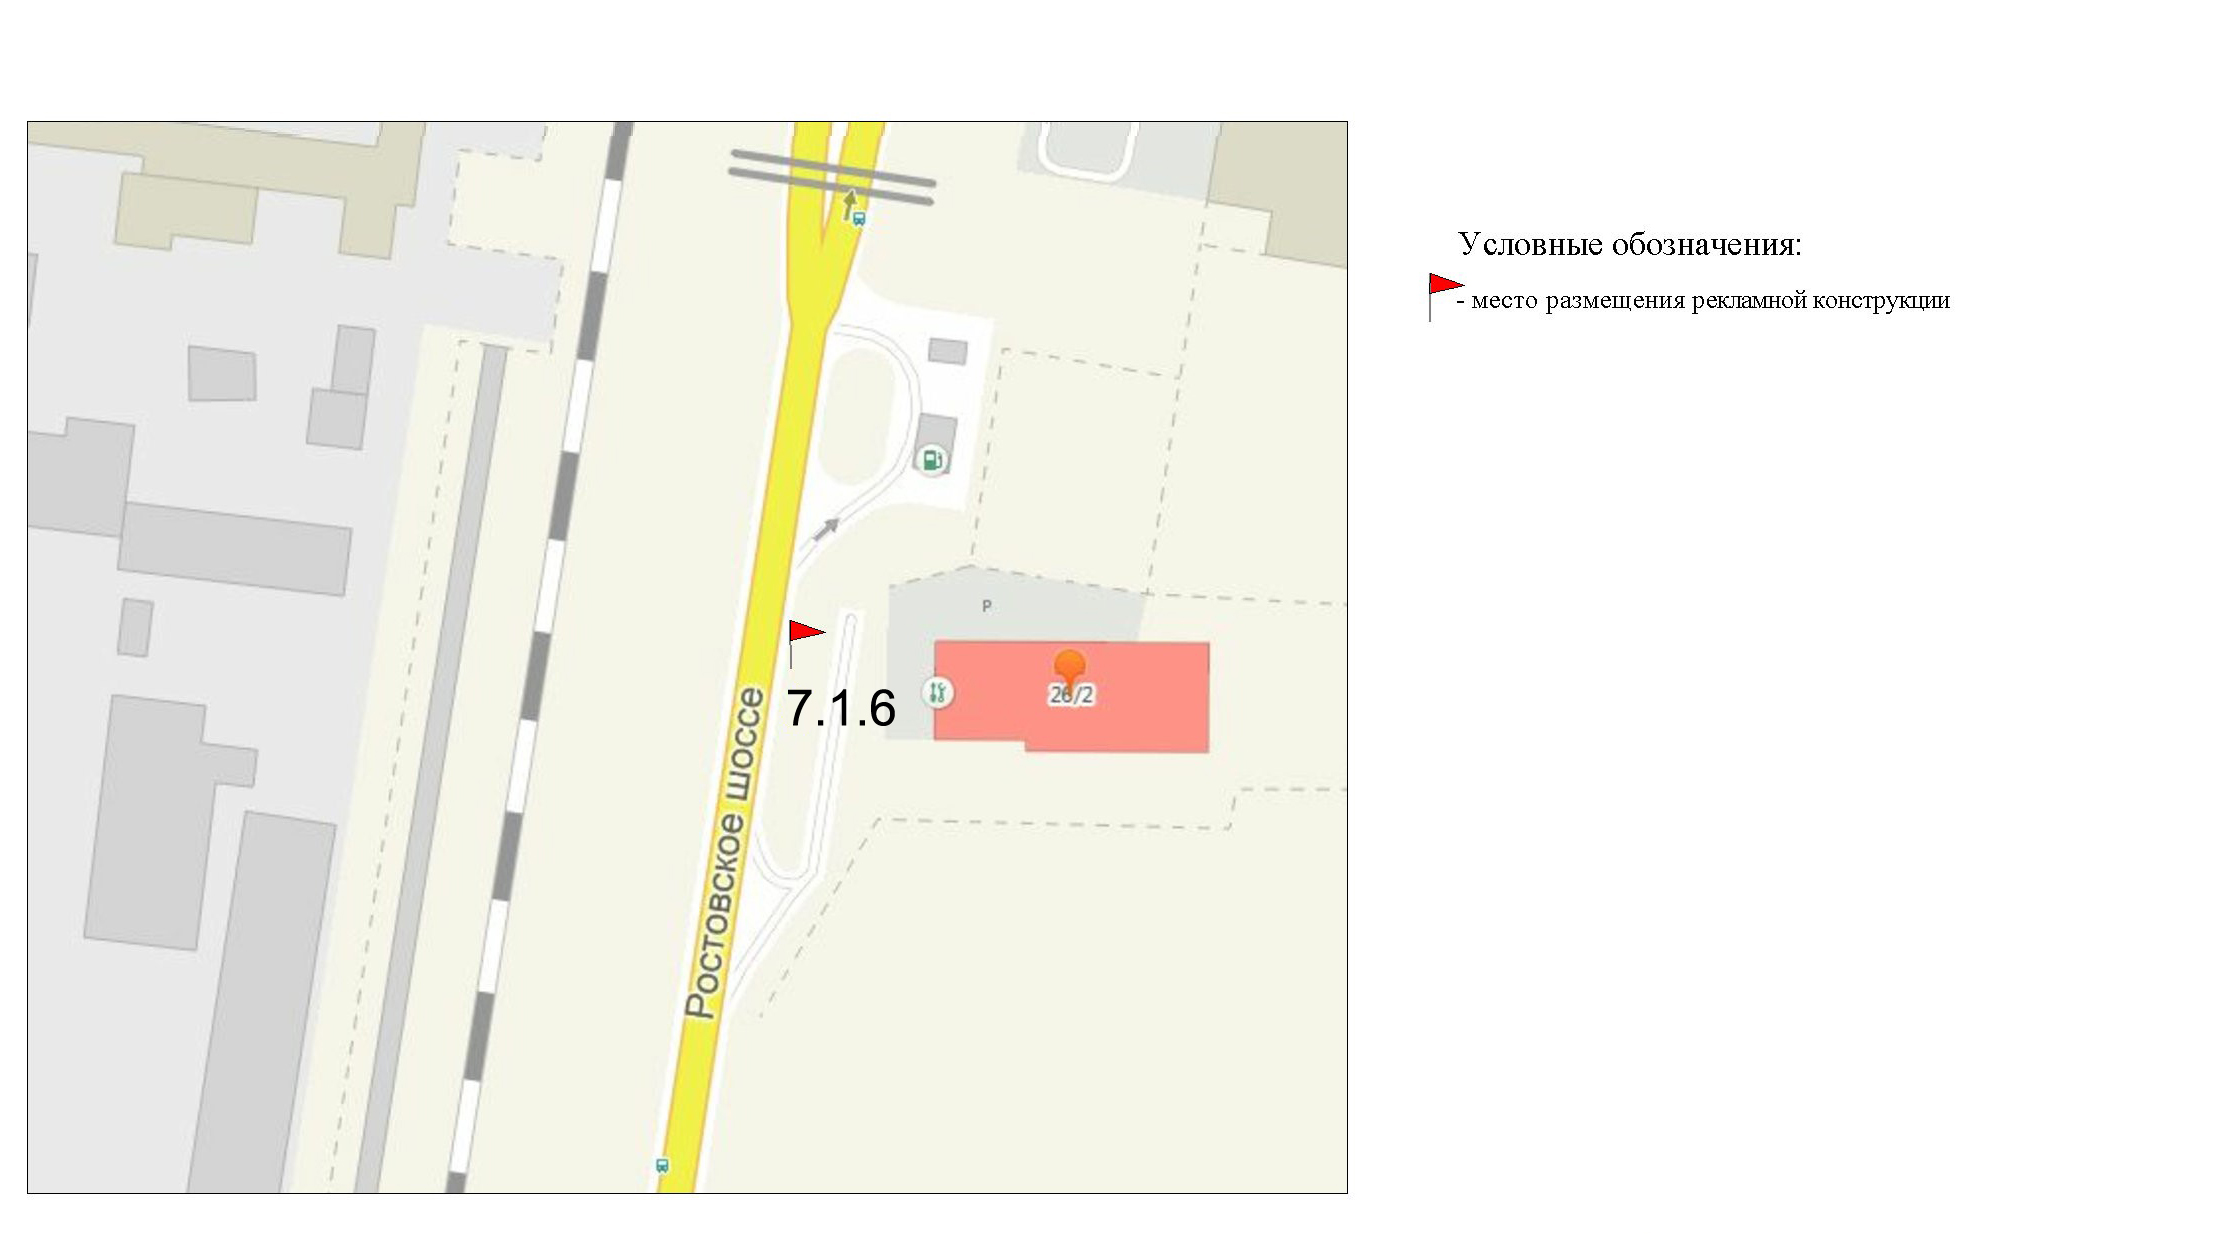 Условные обозначения:
- место размещения рекламной конструкции
P
26/2
7.1.6
Ростовское шоссе